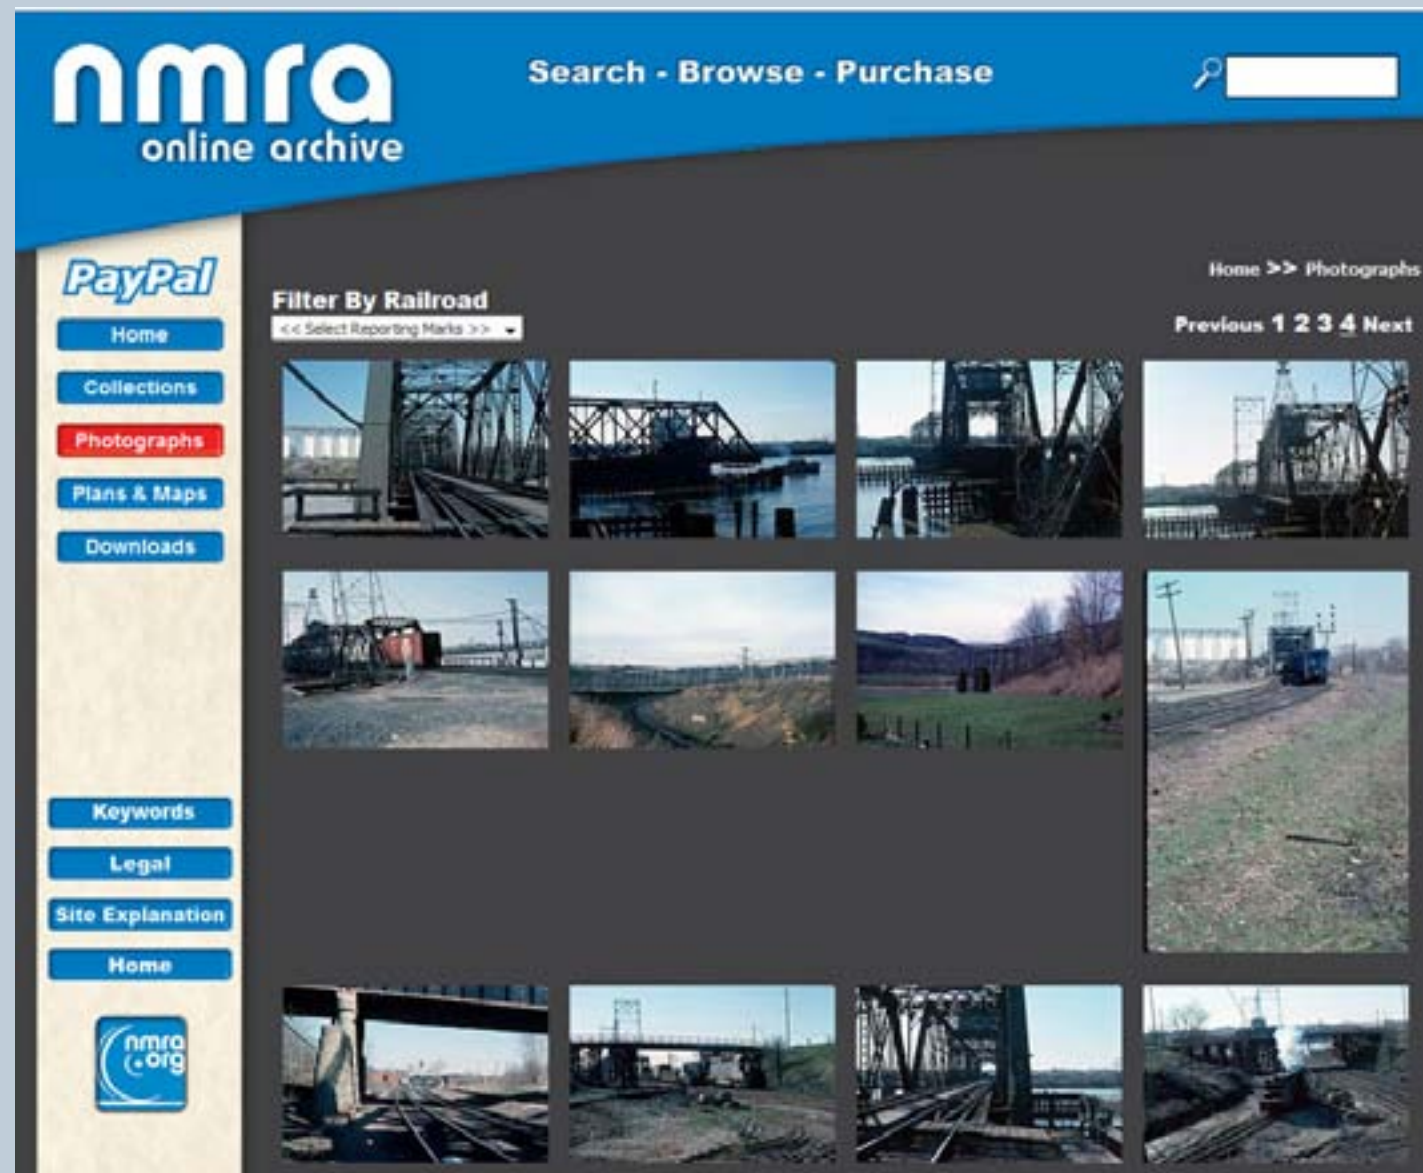 nmra
online archive
Search - Browse - Purchase
PayPal
Home
Collections
Photographs
Plans & Maps
Downloads
Keywords
Legal
Site Explanation
Home
nmra
.org
Home >> Photographs
Filter By Railroad
<< Select Reporting Marks >>
Previous 1 2 3 4 Next